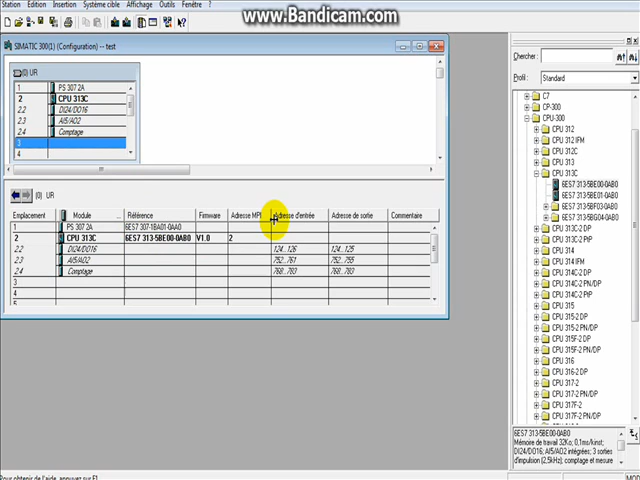 www.Bandicam.com
Station Edition Insertion Système cible Affichage Outils Fenêtre ?
SIMATIC 300(1) (Configuration) -- test
(0) UR
1 PS 307 2A
2 CPU 313C
2.2 DI24/DO16
2.3 AI5/AO2
2.4 Comptage
3
4
(0) UR
Emplacement Module ... Référence Firmware Adresse MPI Adresse d'entrée Adresse de sortie Commentaire
1 PS 307 2A 6ES7 307-1BA01-0AA0
2 CPU 313C 6ES7 313-5BE00-0AB0 V1.0 2
2.2 DI24/DO16 124...126 124...125
2.3 AI5/AO2 752...761 752...755
2.4 Comptage 768...783 768...783
3
4
5
Chercher :
Profil : Standard
C7
CP-300
CPU-300
CPU 312
CPU 312 IFM
CPU 312C
CPU 313
CPU 313C
6ES7 313-5BE00-0AB0
6ES7 313-5BE01-0AB0
6ES7 313-5BF03-0AB0
6ES7 313-5BG04-0AB0
CPU 313C-2 DP
CPU 313C-2 PtP
CPU 314
CPU 314 IFM
CPU 314C-2 DP
CPU 314C-2 PN/DP
CPU 314C-2 PtP
CPU 315
CPU 315-2 DP
CPU 315-2 PN/DP
CPU 315F-2 DP
CPU 315F-2 PN/DP
CPU 316
CPU 316-2 DP
CPU 317-2
CPU 317-2 PN/DP
CPU 317F-2
CPU 317F-2 PN/DP
6ES7 313-5BE00-0AB0
Mémoire de travail 32Ko; 0,1ms/kinst;
DI24/DO16; AI5/AO2 intégrées; 3 sorties
d'impulsion (2,5kHz); comptage et mesure
Pour obtenir de l'aide, appuyez sur F1.